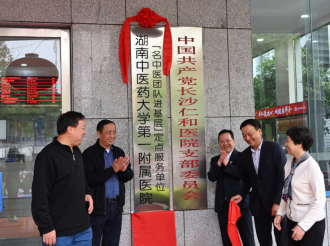 中国共产党长沙仁和医院支部委员会
「名中医团队进基层」定点服务单位
湖南中医药大学第一附属医院